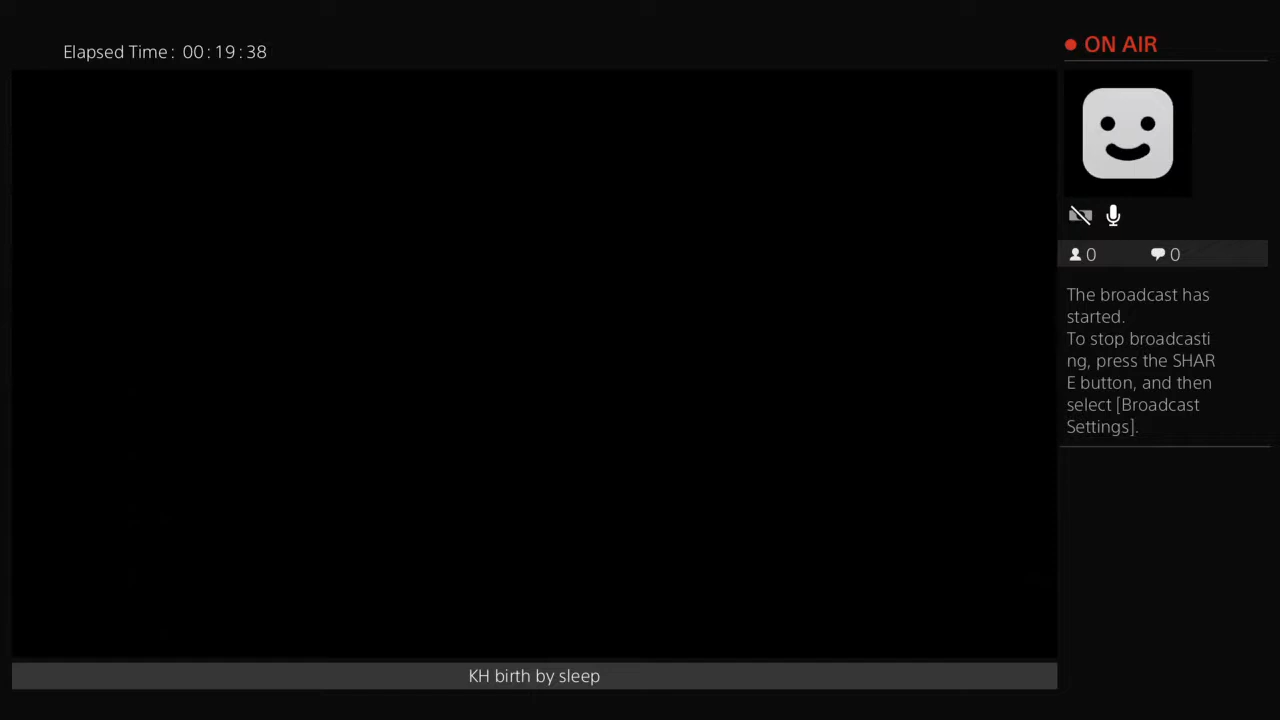 Elapsed Time: 00:19:38
ON AIR
0 0
The broadcast has
started.
To stop broadcasti
ng, press the SHAR
E button, and then
select [Broadcast
Settings].
KH birth by sleep